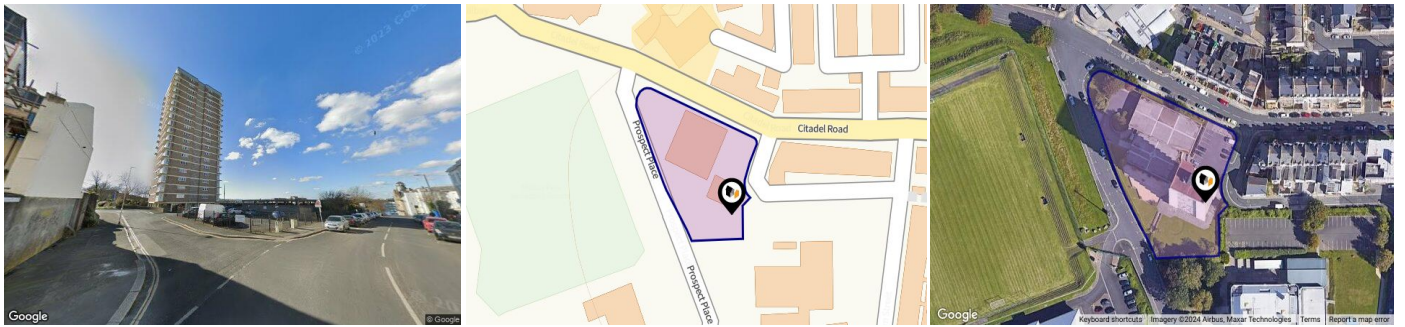 © 2023 Google
Google
© Google
Citadel Road
Prospect Place
Prospect Place
Google
Keyboard shortcuts
Imagery ©2024 Airbus, Maxar Technologies
Terms
Report a map error